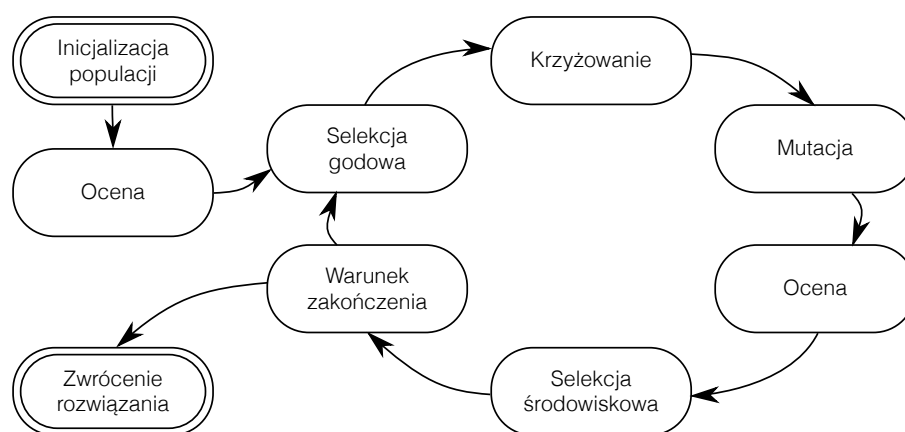 Inicjalizacja
populacji
Ocena
Selekcja
godowa
Krzyżowanie
Mutacja
Ocena
Selekcja
środowiskowa
Warunek
zakończenia
Zwrócenie
rozwiązania